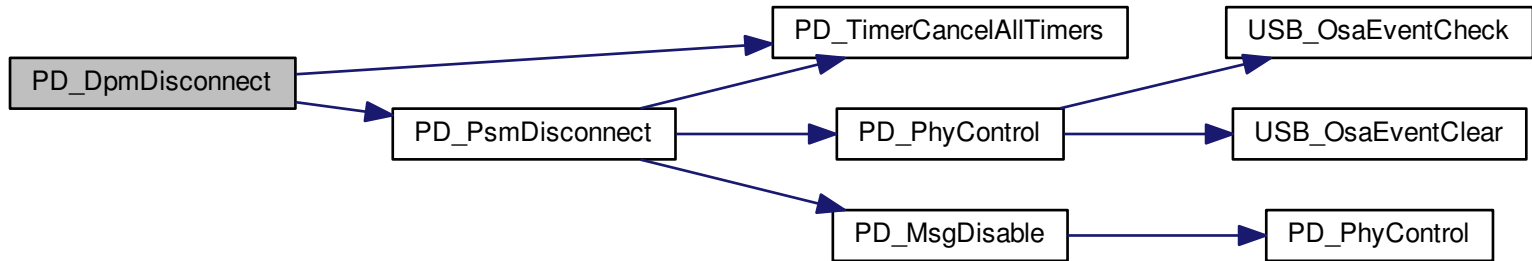 PD_DpmDisconnect
PD_TimerCancelAllTimers
PD_PsmDisconnect
PD_PhyControl
PD_MsgDisable
USB_OsaEventCheck
USB_OsaEventClear
PD_PhyControl